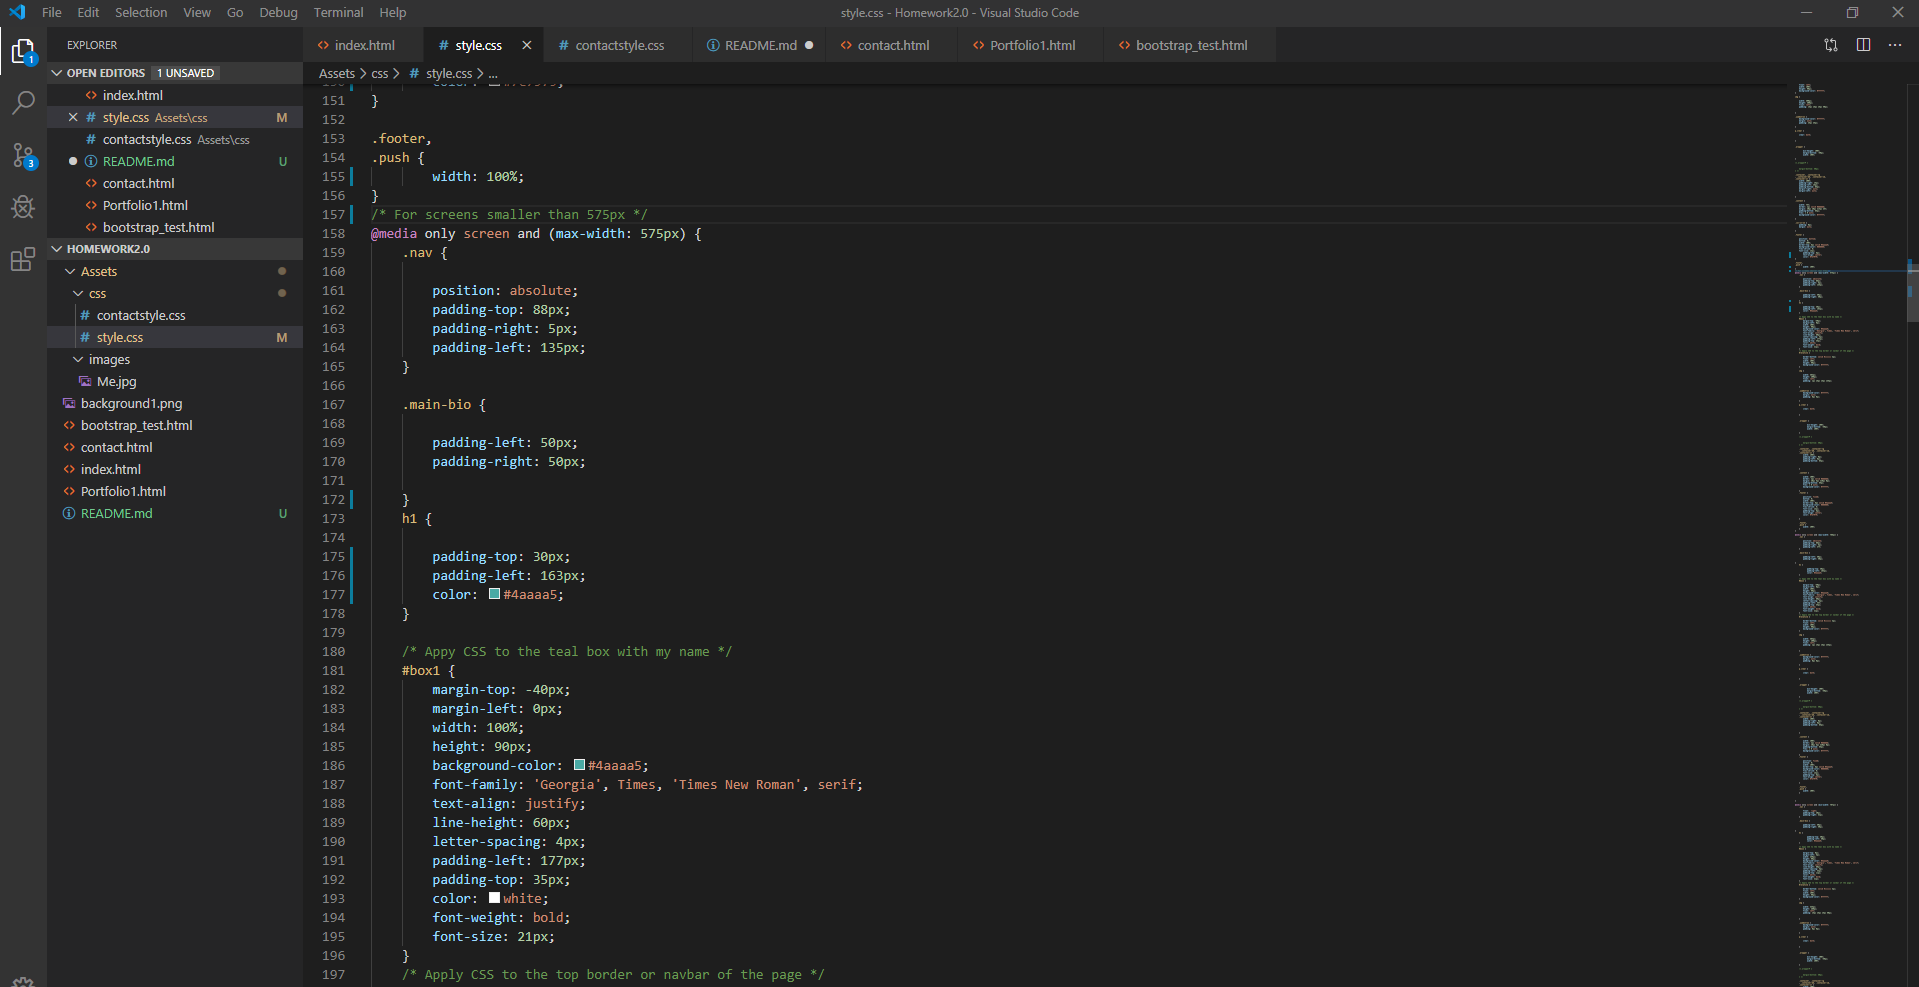 File Edit Selection View Go Debug Terminal Help
style.css - Homework2.0 - Visual Studio Code
EXPLORER
index.html
style.css
contactstyle.css
README.md
contact.html
Portfolio1.html
bootstrap_test.html
OPEN EDITORS 1 UNSAVED
index.html
style.css Assets\css M
contactstyle.css Assets\css
README.md U
contact.html
Portfolio1.html
bootstrap_test.html
HOMEWORK2.0
Assets
css
contactstyle.css
style.css M
images
Me.jpg
background1.png
bootstrap_test.html
contact.html
index.html
Portfolio1.html
README.md U
1
3
Assets > css > # style.css > ...
151 }
152
153 .footer,
154 .push {
155 width: 100%;
156 }
157 /* For screens smaller than 575px */
158 @media only screen and (max-width: 575px) {
159 .nav {
160
161 position: absolute;
162 padding-top: 88px;
163 padding-right: 5px;
164 padding-left: 135px;
165 }
166
167 .main-bio {
168
169 padding-left: 50px;
170 padding-right: 50px;
171
172 }
173 h1 {
174
175 padding-top: 30px;
176 padding-left: 163px;
177 color: #4aaaa5;
178 }
179
180 /* Appy CSS to the teal box with my name */
181 #box1 {
182 margin-top: -40px;
183 margin-left: 0px;
184 width: 100%;
185 height: 90px;
186 background-color: #4aaaa5;
187 font-family: 'Georgia', Times, 'Times New Roman', serif;
188 text-align: justify;
189 line-height: 60px;
190 letter-spacing: 4px;
191 padding-left: 177px;
192 padding-top: 35px;
193 color: white;
194 font-weight: bold;
195 font-size: 21px;
196 }
197 /* Apply CSS to the top border or navbar of the page */